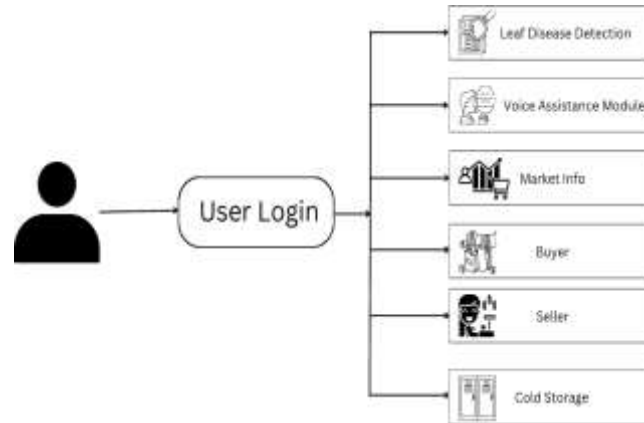 Leaf Disease Detection
Voice Assistance Module
Market Info
User Login
Buyer
Seller
Cold Storage